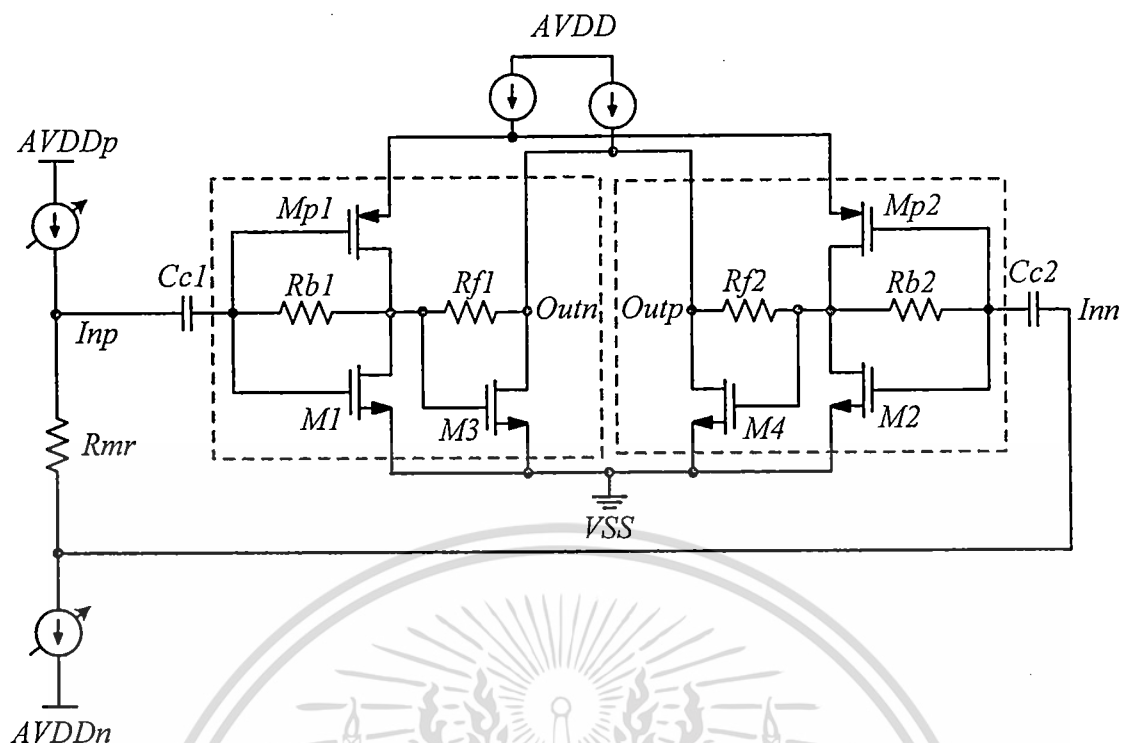 AVDD
AVDDp
Mp1
Mp2
Cc1
Rb1
Rf1
Rf2
Rb2
Cc2
Inp
Outn
Outp
Inn
M1
M3
M4
M2
Rmr
VSS
AVDDn